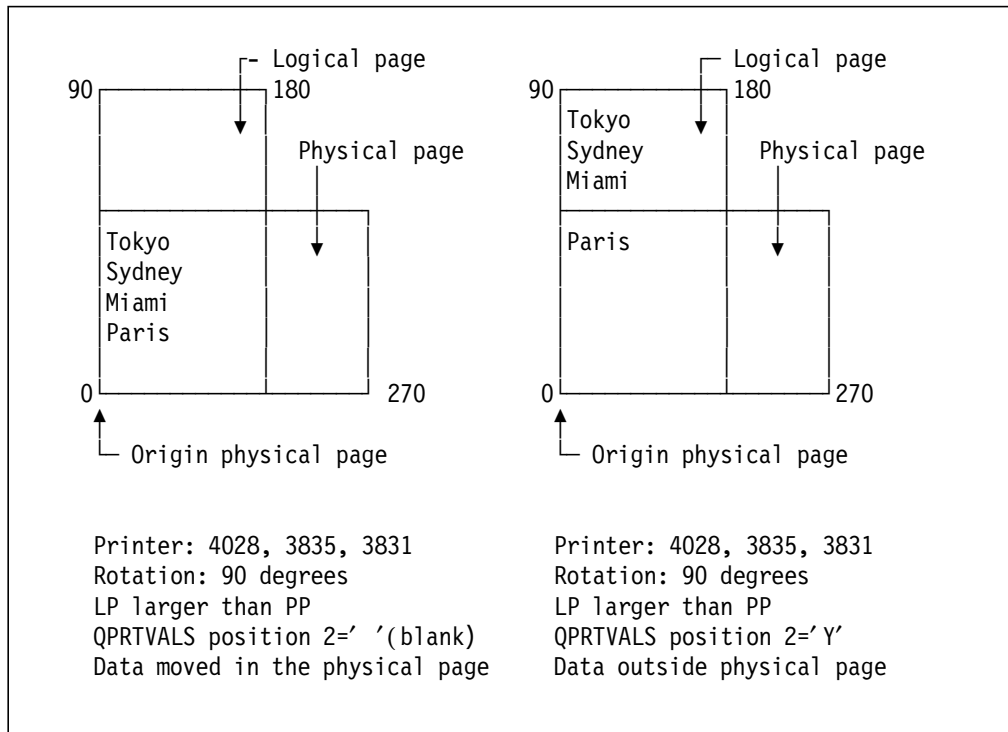 Logical page
90 180
Physical page
Tokyo
Sydney
Miami
Paris
0 270
Origin physical page
Printer: 4028, 3835, 3831
Rotation: 90 degrees
LP larger than PP
QPRTVALS position 2=′ ′(blank)
Data moved in the physical page
Logical page
90 180
Tokyo
Sydney
Miami
Physical page
Paris
0 270
Origin physical page
Printer: 4028, 3835, 3831
Rotation: 90 degrees
LP larger than PP
QPRTVALS position 2=′Y′
Data outside physical page